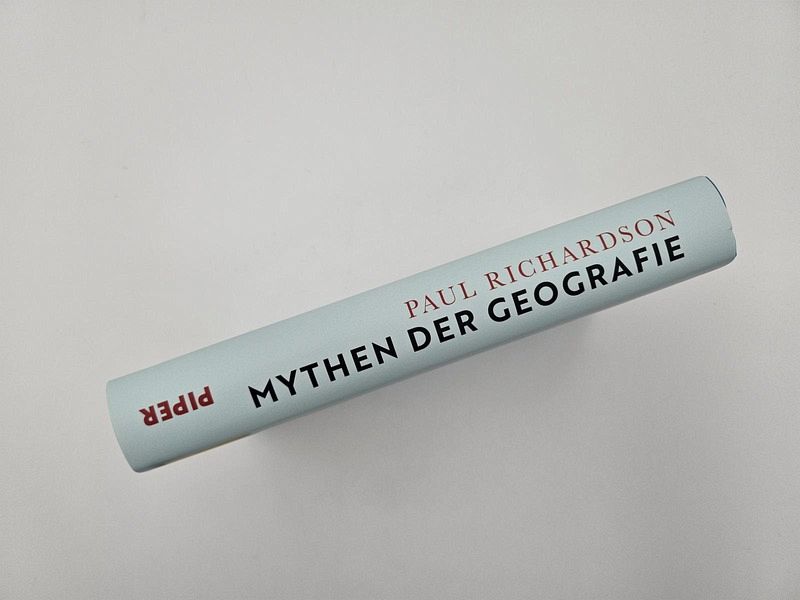 PAUL RICHARDSON
MYTHEN DER GEOGRAFIE
PIPER